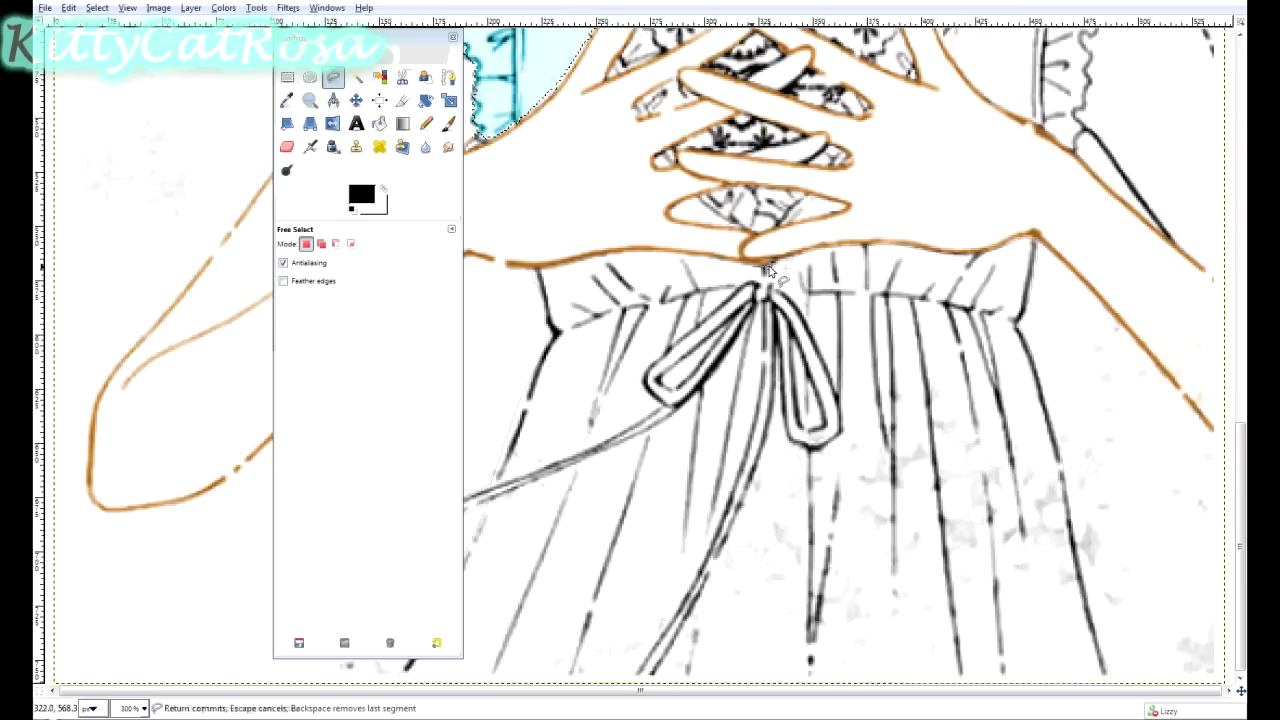 File Edit Select View Image Layer Colors Tools Filters Windows Help
KittyCatRosa
Free Select
Mode:
Antialiasing
Feather edges
322.0, 568.3 px 300 % Return commits, Escape cancels, Backspace removes last segment
Lizzy